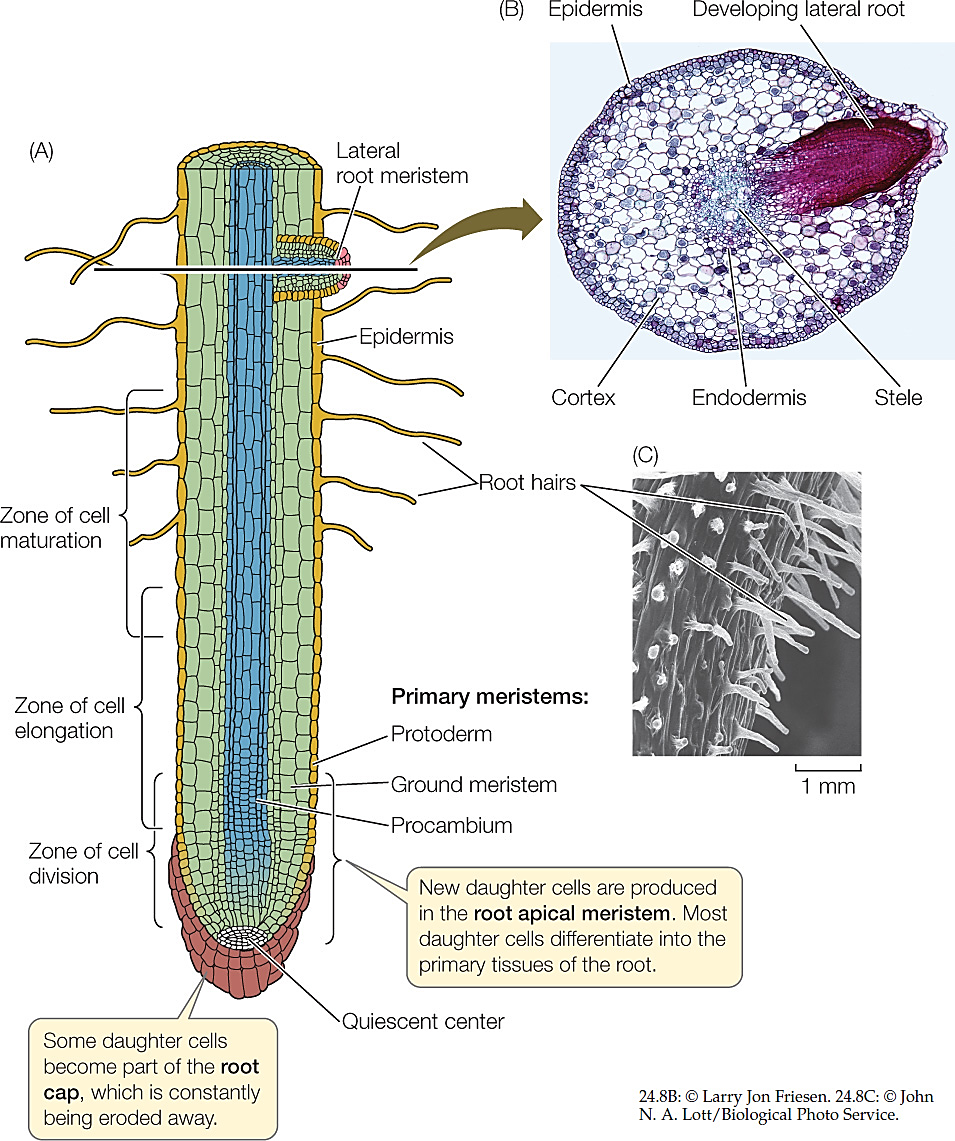 (B)
Epidermis
Developing lateral root
(A)
Lateral
root meristem
Epidermis
Cortex
Endodermis
Stele
(C)
Root hairs
Zone of cell
maturation
Zone of cell
elongation
Primary meristems:
Protoderm
Ground meristem
Procambium
1 mm
Zone of cell
division
New daughter cells are produced
in the root apical meristem. Most
daughter cells differentiate into the
primary tissues of the root.
Quiescent center
Some daughter cells
become part of the root
cap, which is constantly
being eroded away.
24.8B: © Larry Jon Friesen. 24.8C: © John
N. A. Lott/Biological Photo Service.